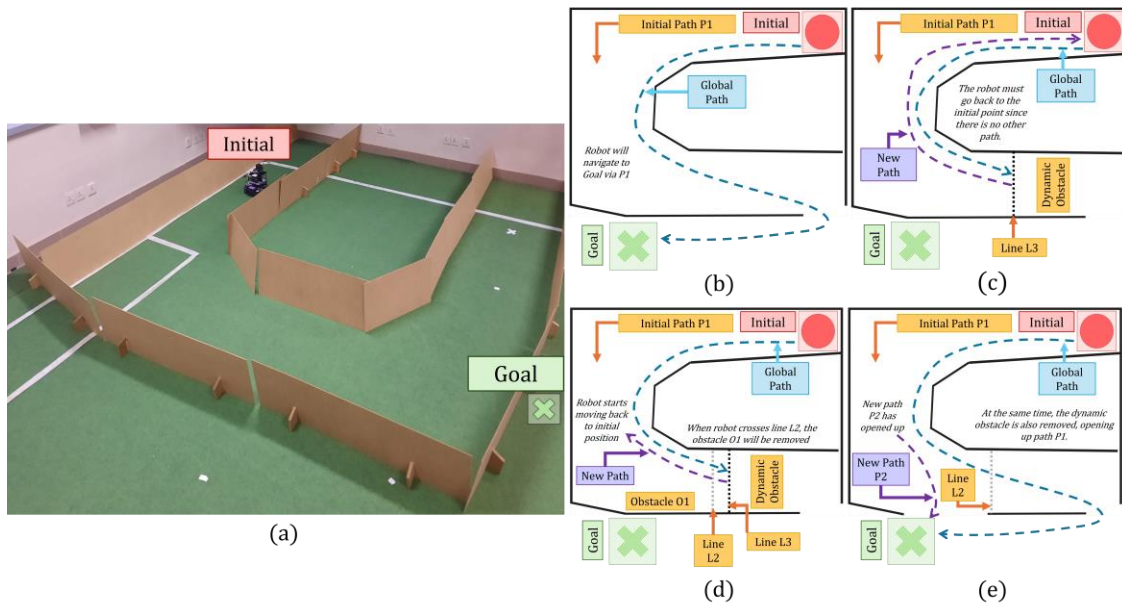 Initial
Goal
(a)
Initial Path P1
Initial
Global
Path
Robot will
navigate to
Goal via P1
Goal
(b)
Initial Path P1
Initial
Global
Path
The robot must
go back to the
initial point since
there is no other
path.
New
Path
Dynamic
Obstacle
Goal
Line L3
(c)
Initial Path P1
Initial
Global
Path
Robot starts
moving back
to initial
position
When robot crosses line L2, the
obstacle O1 will be removed
New Path
Dynamic
Obstacle
Obstacle O1
Goal
Line
L2
Line L3
(d)
Initial Path P1
Initial
Global
Path
New path
P2 has
opened up
At the same time, the dynamic
obstacle is also removed, opening
up path P1.
New Path
P2
Line
L2
Goal
(e)